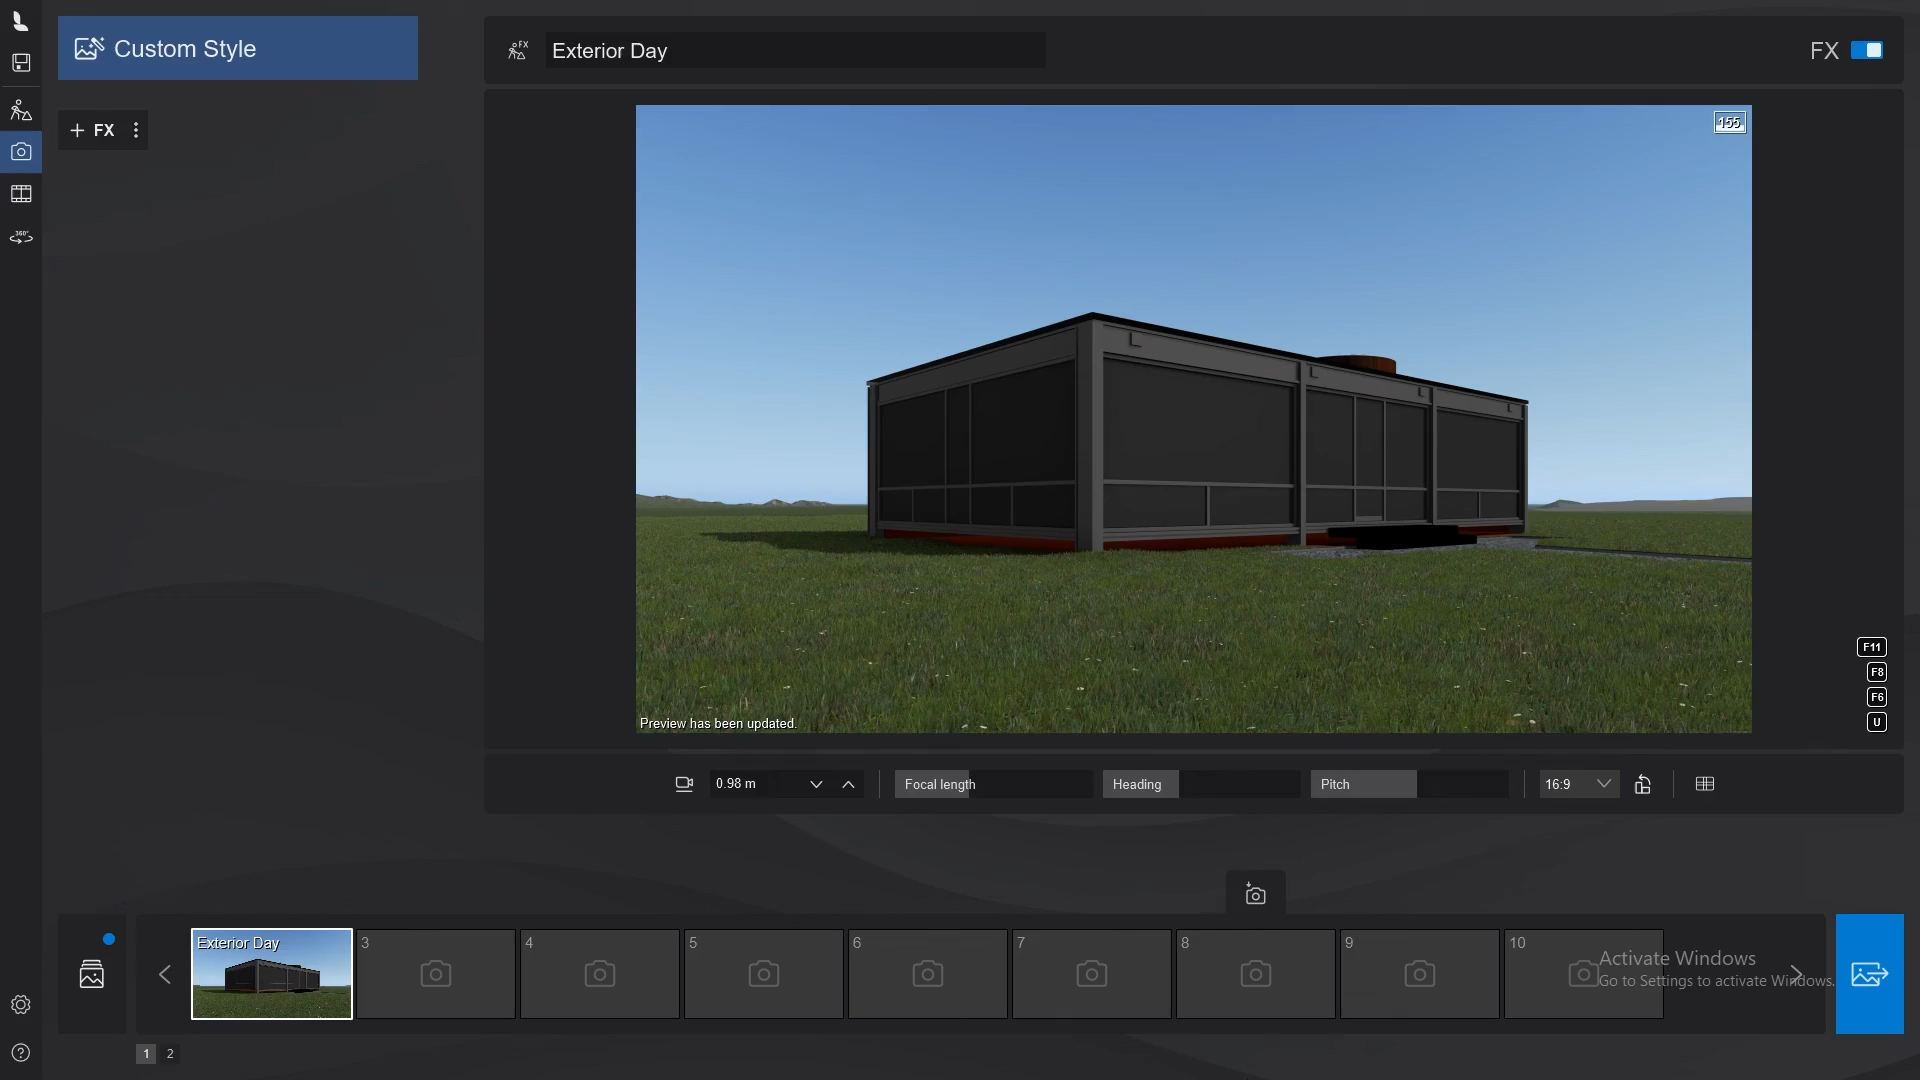 Custom Style
FX
Exterior Day
FX
+ FX
155
360°
Preview has been updated.
F11
F8
F6
U
0.98 m
Focal length
Heading
Pitch
16:9
Exterior Day
3
4
5
6
7
8
9
10
Activate Windows
Go to Settings to activate Windows.
1
2